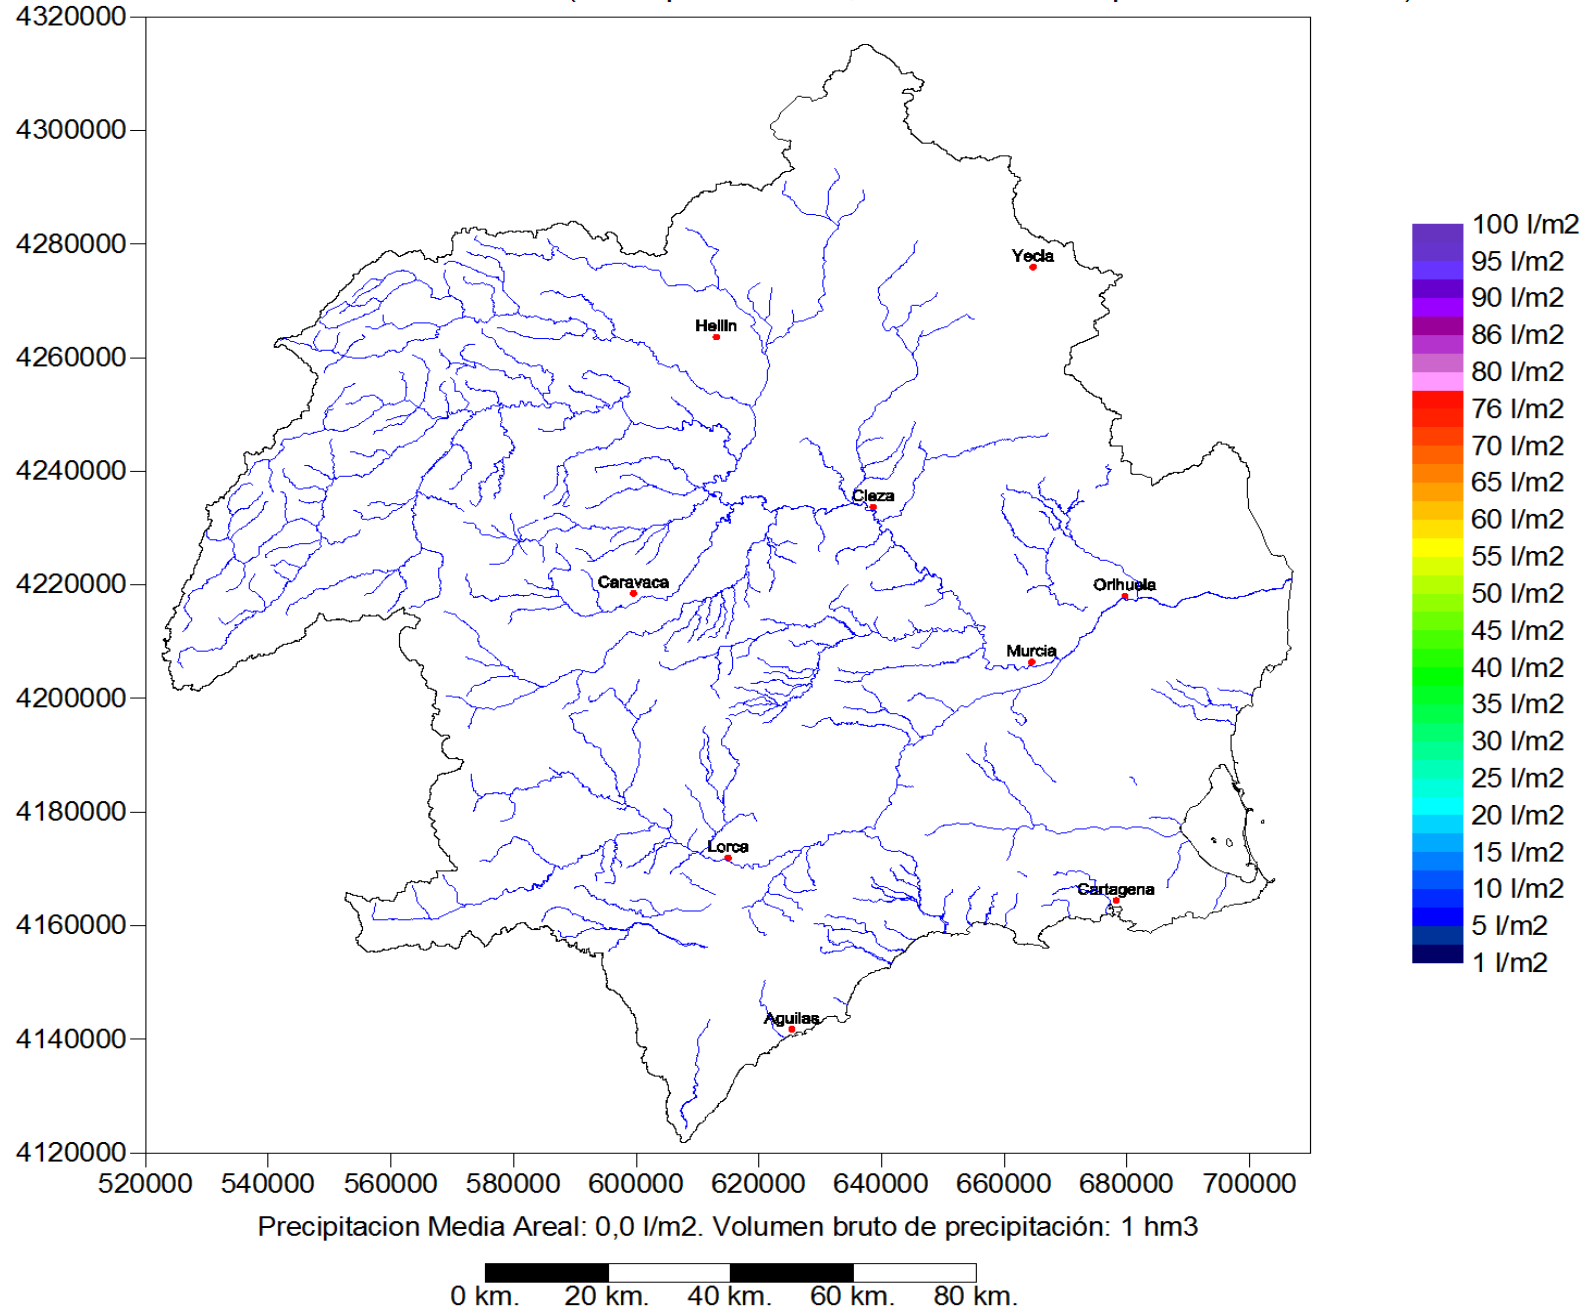 4320000
4300000
4280000
4260000
4240000
4220000
4200000
4180000
4160000
4140000
4120000
520000 540000 560000 580000 600000 620000 640000 660000 680000 700000
Yecla
Hellin
Cieza
Caravaca
Orihuela
Murcia
Lorca
Cartagena
Aguilas
100 l/m2
95 l/m2
90 l/m2
86 l/m2
80 l/m2
76 l/m2
70 l/m2
65 l/m2
60 l/m2
55 l/m2
50 l/m2
45 l/m2
40 l/m2
35 l/m2
30 l/m2
25 l/m2
20 l/m2
15 l/m2
10 l/m2
5 l/m2
1 l/m2
Precipitacion Media Areal: 0,0 l/m2. Volumen bruto de precipitación: 1 hm3
0 km. 20 km. 40 km. 60 km. 80 km.